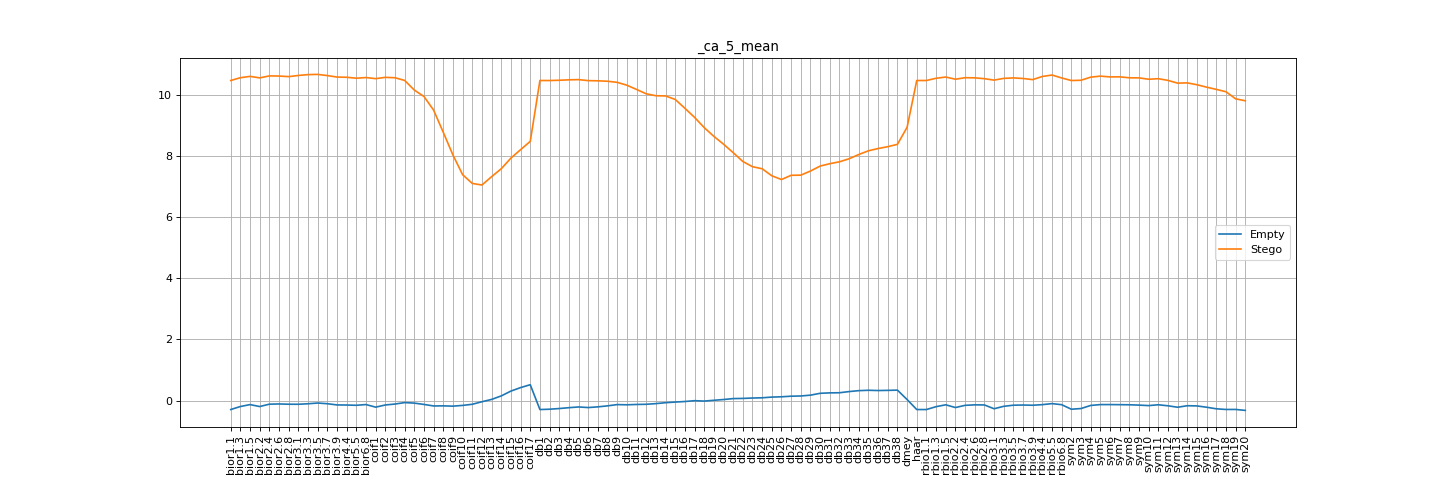 _ca_5_mean
10
8
6
4
2
0
Empty
Stego
bior1.1
bior1.3
bior1.5
bior2.2
bior2.4
bior2.6
bior2.8
bior3.1
bior3.3
bior3.5
bior3.7
bior3.9
bior4.4
bior5.5
bior6.8
coif1
coif2
coif3
coif4
coif5
coif6
coif7
coif8
coif9
coif10
coif11
coif12
coif13
coif14
coif15
coif16
coif17
db1
db2
db3
db4
db5
db6
db7
db8
db9
db10
db11
db12
db13
db14
db15
db16
db17
db18
db19
db20
db21
db22
db23
db24
db25
db26
db27
db28
db29
db30
db31
db32
db33
db34
db35
db36
db37
db38
dmey
haar
rbio1.1
rbio1.3
rbio1.5
rbio2.2
rbio2.4
rbio2.6
rbio2.8
rbio3.1
rbio3.3
rbio3.5
rbio3.7
rbio3.9
rbio4.4
rbio5.5
rbio6.8
sym2
sym3
sym4
sym5
sym6
sym7
sym8
sym9
sym10
sym11
sym12
sym13
sym14
sym15
sym16
sym17
sym18
sym19
sym20